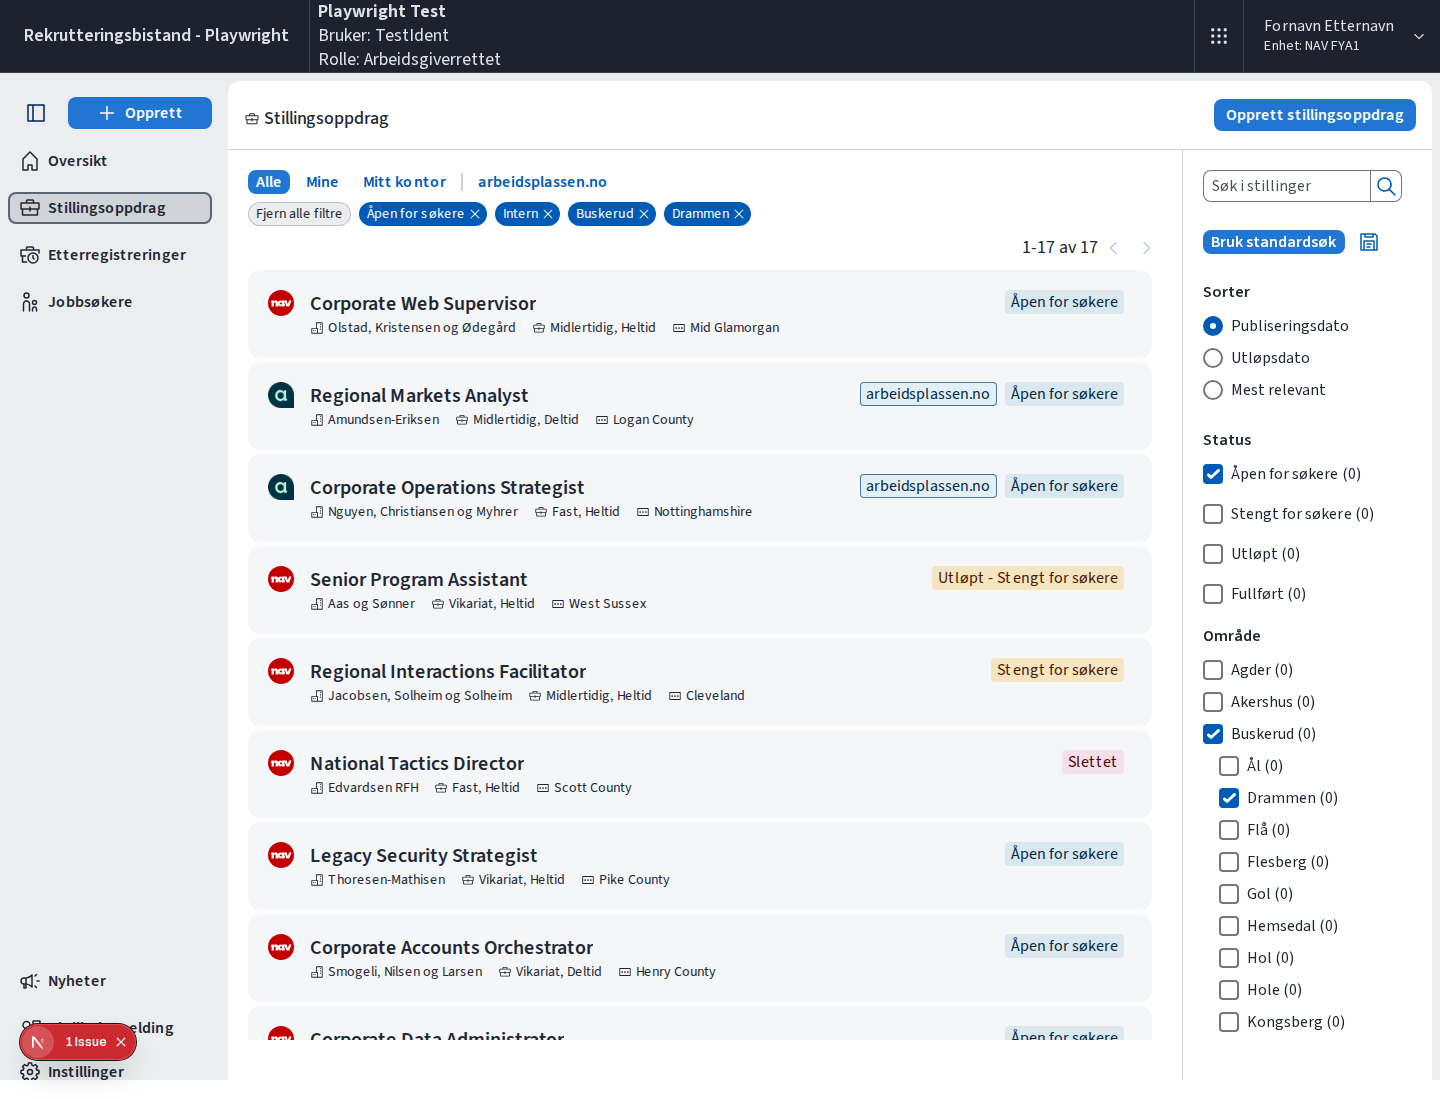 Rekrutteringsbistand - Playwright
Playwright Test
Bruker: TestIdent
Rolle: Arbeidsgiverrettet
Fornavn Etternavn
Enhet: NAV FYA1
Opprett
Oversikt
Stillingsoppdrag
Etterregistreringer
Jobbsøkere
Nyheter
elding
1 Issue
Instillinger
Stillingsoppdrag
Opprett stillingsoppdrag
Alle
Mine
Mitt kontor
arbeidsplassen.no
Fjern alle filtre
Åpen for søkere
Intern
Buskerud
Drammen
1-17 av 17
nav
Corporate Web Supervisor
Åpen for søkere
Olstad, Kristensen og Ødegård
Midlertidig, Heltid
Mid Glamorgan
a
Regional Markets Analyst
arbeidsplassen.no
Åpen for søkere
Amundsen-Eriksen
Midlertidig, Deltid
Logan County
a
Corporate Operations Strategist
arbeidsplassen.no
Åpen for søkere
Nguyen, Christiansen og Myhrer
Fast, Heltid
Nottinghamshire
nav
Senior Program Assistant
Utløpt - Stengt for søkere
Aas og Sønner
Vikariat, Heltid
West Sussex
nav
Regional Interactions Facilitator
Stengt for søkere
Jacobsen, Solheim og Solheim
Midlertidig, Heltid
Cleveland
nav
National Tactics Director
Slettet
Edvardsen RFH
Fast, Heltid
Scott County
nav
Legacy Security Strategist
Åpen for søkere
Thoresen-Mathisen
Vikariat, Heltid
Pike County
nav
Corporate Accounts Orchestrator
Åpen for søkere
Smogeli, Nilsen og Larsen
Vikariat, Deltid
Henry County
nav
Corporate Data Administrator
Åpen for søkere
Søk i stillinger
Bruk standardsøk
Sorter
Publiseringsdato
Utløpsdato
Mest relevant
Status
Åpen for søkere (0)
Stengt for søkere (0)
Utløpt (0)
Fullført (0)
Område
Agder (0)
Akershus (0)
Buskerud (0)
Ål (0)
Drammen (0)
Flå (0)
Flesberg (0)
Gol (0)
Hemsedal (0)
Hol (0)
Hole (0)
Kongsberg (0)